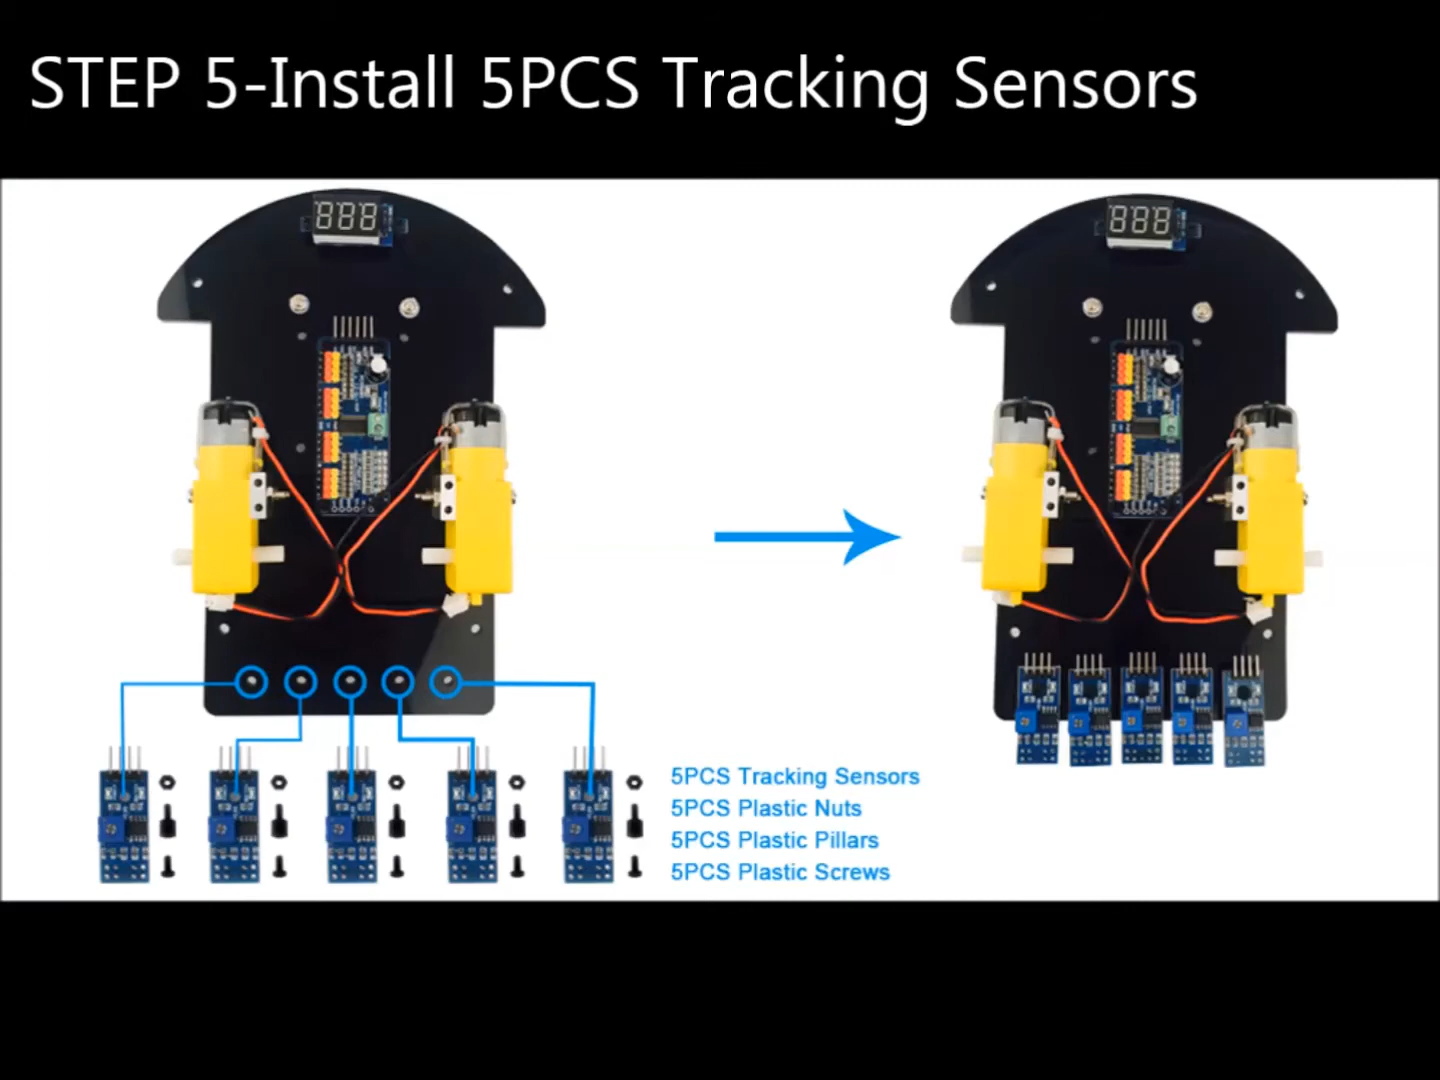 STEP 5-Install 5PCS Tracking Sensors
5PCS Tracking Sensors
5PCS Plastic Nuts
5PCS Plastic Pillars
5PCS Plastic Screws